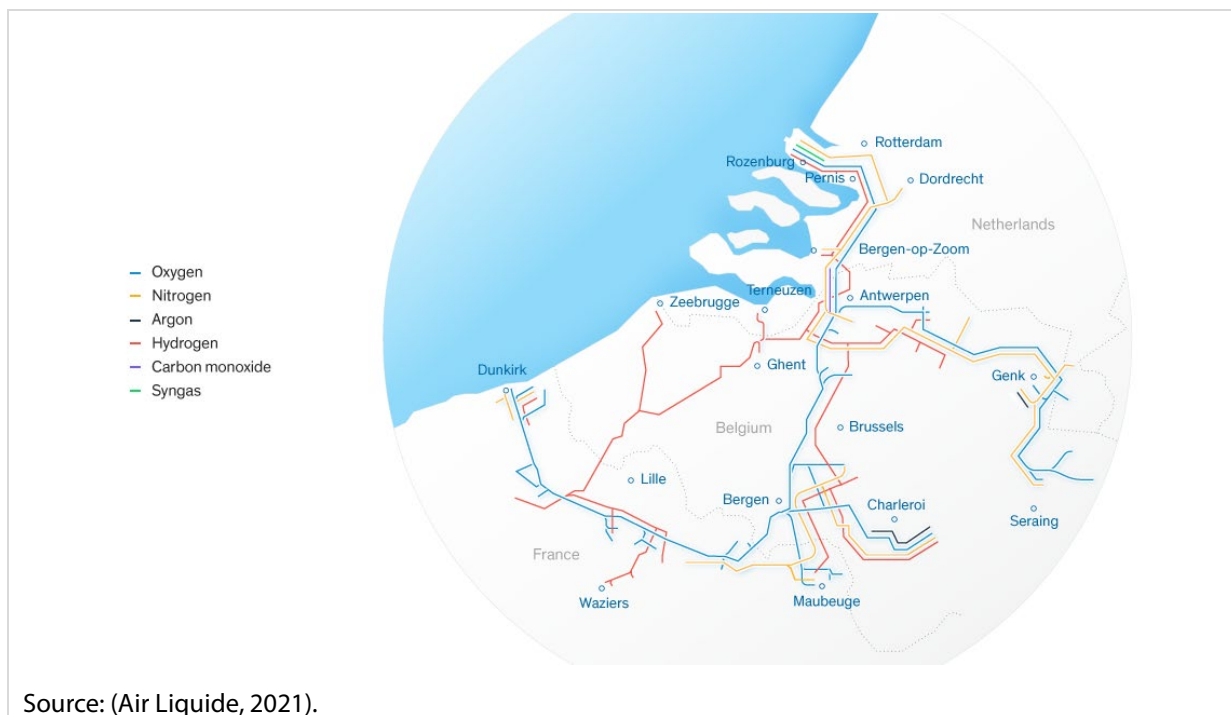 Oxygen
Nitrogen
Argon
Hydrogen
Carbon monoxide
Syngas
Rotterdam
Rozenburg
Pernis
Dordrecht
Netherlands
Bergen-op-Zoom
Terneuzen
Antwerpen
Zeebrugge
Dunkirk
Ghent
Genk
Belgium
Brussels
Lille
Bergen
Charleroi
Seraing
France
Waziers
Maubeuge
Source: (Air Liquide, 2021).